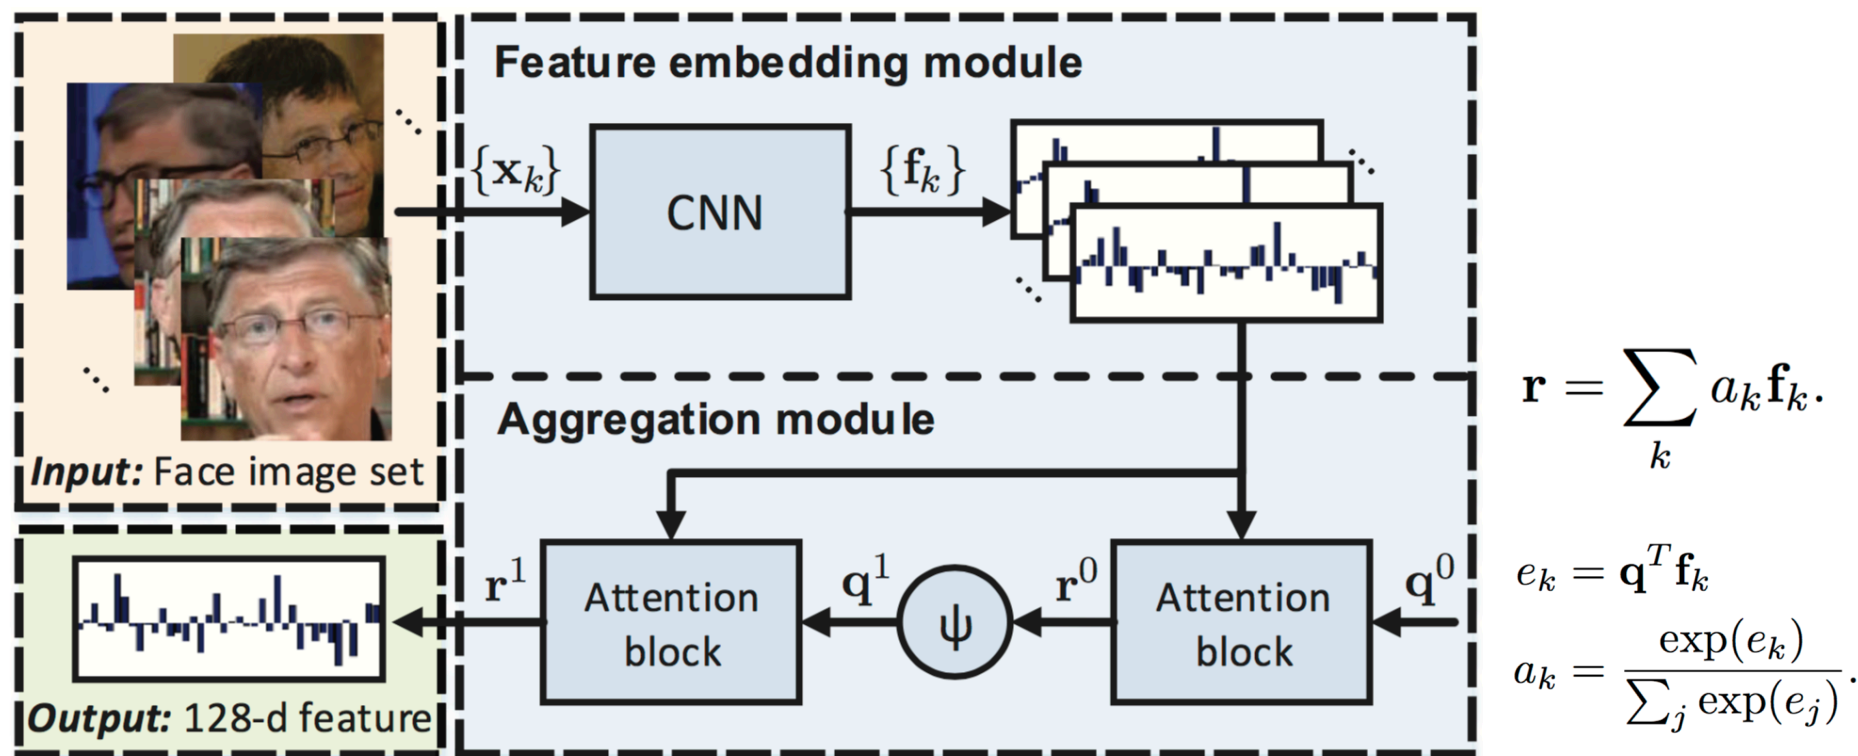 Feature embedding module
{x_k}
CNN
{f_k}
Input: Face image set
Aggregation module
Attention
block
q^0
r^0
ψ
q^1
Attention
block
r^1
Output: 128-d feature
r = ∑_k a_k f_k.
e_k = q^T f_k
a_k = exp(e_k) / ∑_j exp(e_j).